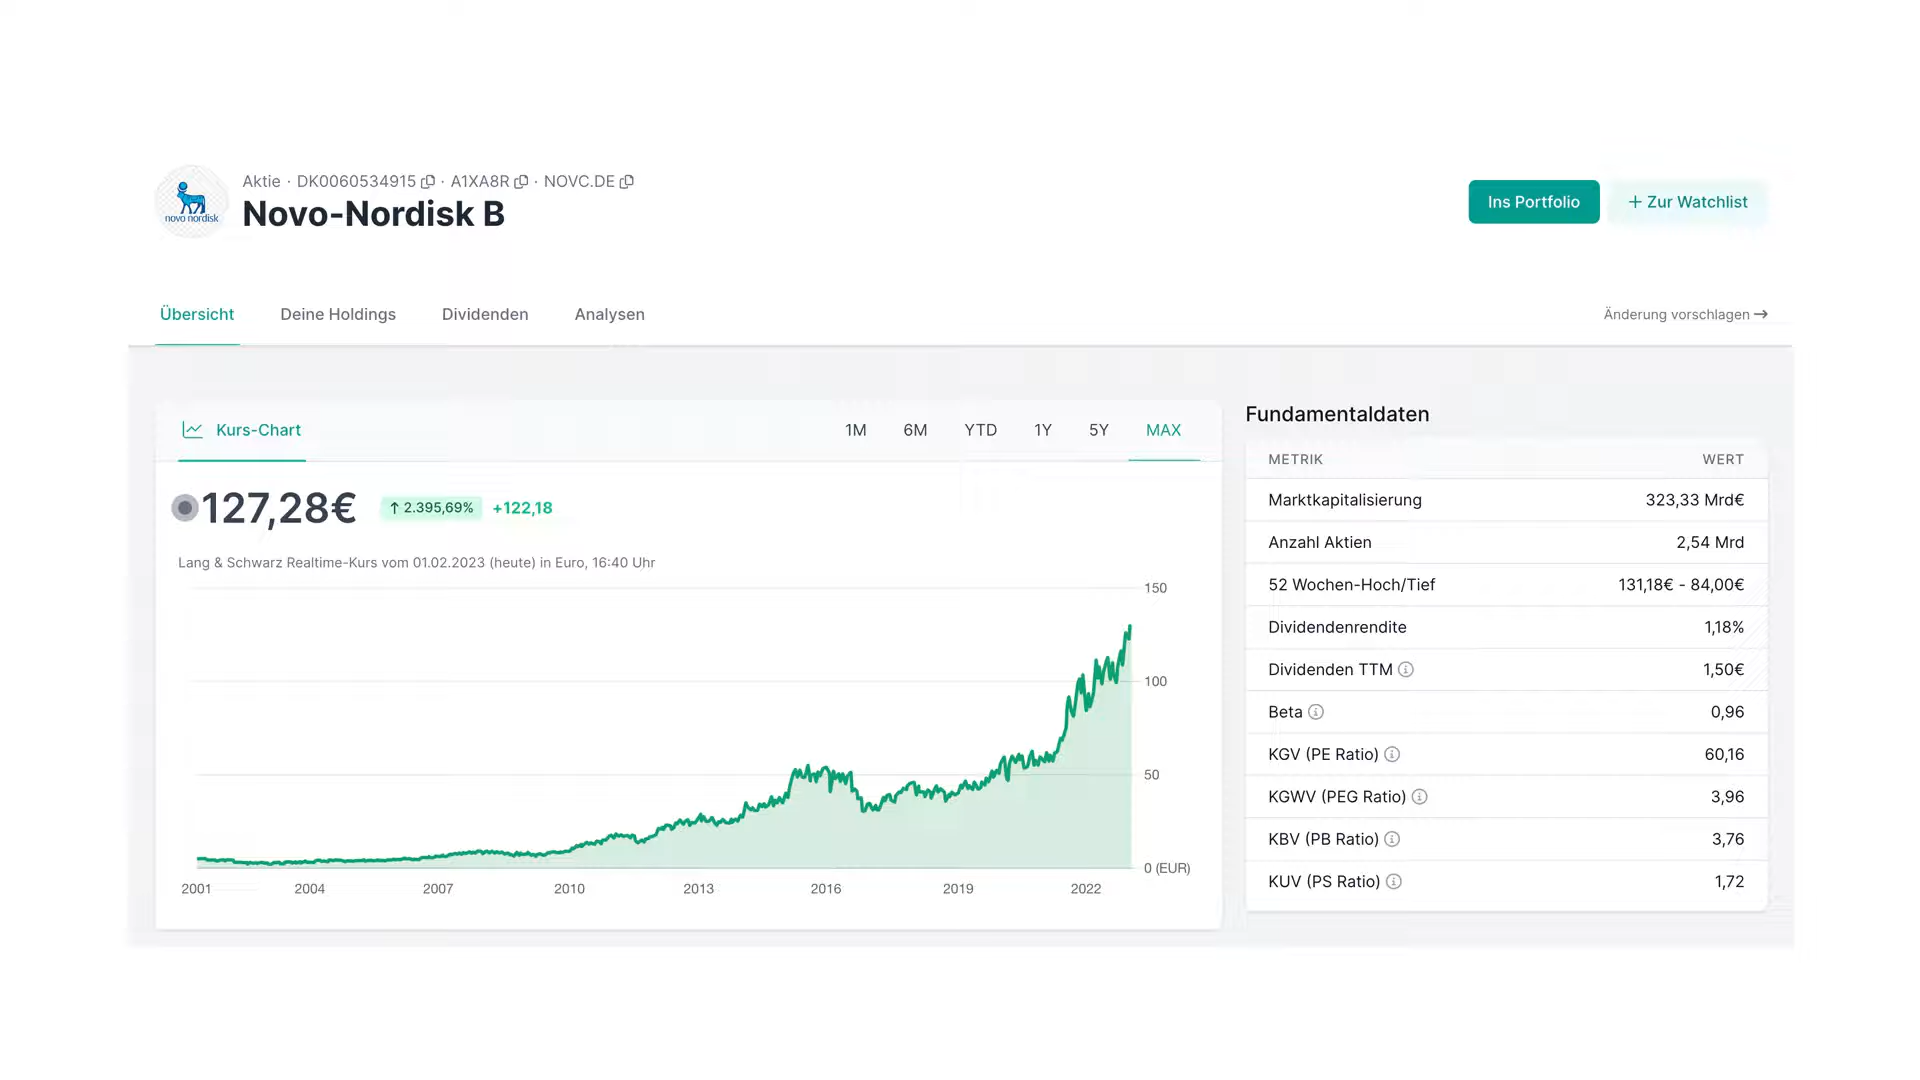 novo nordisk
Aktie · DK0060534915 · A1XA8R · NOVC.DE
Novo-Nordisk B
Ins Portfolio
+ Zur Watchlist
Übersicht
Deine Holdings
Dividenden
Analysen
Änderung vorschlagen →
Kurs-Chart
1M 6M YTD 1Y 5Y MAX
127,28€ ↑ 2.395,69% +122,18
Lang & Schwarz Realtime-Kurs vom 01.02.2023 (heute) in Euro, 16:40 Uhr
150
100
50
0 (EUR)
2001 2004 2007 2010 2013 2016 2019 2022
Fundamentaldaten
METRIK WERT
Marktkapitalisierung 323,33 Mrd€
Anzahl Aktien 2,54 Mrd
52 Wochen-Hoch/Tief 131,18€ - 84,00€
Dividendenrendite 1,18%
Dividenden TTM 1,50€
Beta 0,96
KGV (PE Ratio) 60,16
KGWV (PEG Ratio) 3,96
KBV (PB Ratio) 3,76
KUV (PS Ratio) 1,72